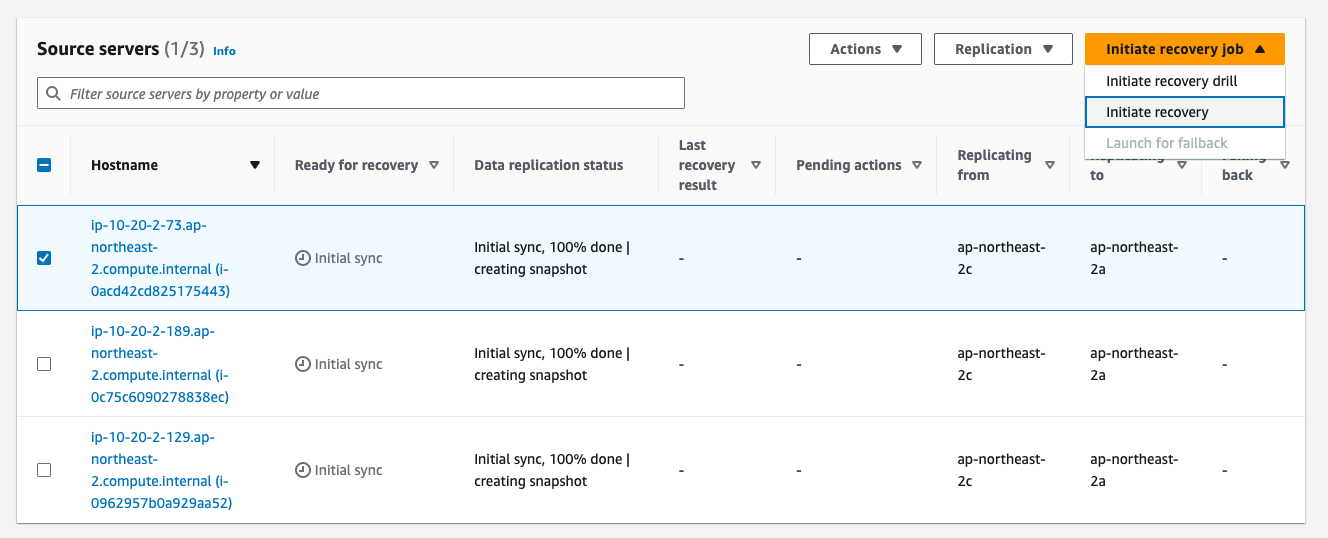 Source servers (1/3) Info
Actions
Replication
Initiate recovery job
Initiate recovery drill
Initiate recovery
Launch for failback
Filter source servers by property or value
Hostname
Ready for recovery
Data replication status
Last
recovery
result
Pending actions
Replicating
from
Replicating
to
back
ip-10-20-2-73.ap-
northeast-
2.compute.internal (i-
0acd42cd825175443)
Initial sync
Initial sync, 100% done |
creating snapshot
-
-
ap-northeast-
2c
ap-northeast-
2a
-
ip-10-20-2-189.ap-
northeast-
2.compute.internal (i-
0c75c6090278838ec)
Initial sync
Initial sync, 100% done |
creating snapshot
-
-
ap-northeast-
2c
ap-northeast-
2a
-
ip-10-20-2-129.ap-
northeast-
2.compute.internal (i-
0962957b0a929aa52)
Initial sync
Initial sync, 100% done |
creating snapshot
-
-
ap-northeast-
2c
ap-northeast-
2a
-